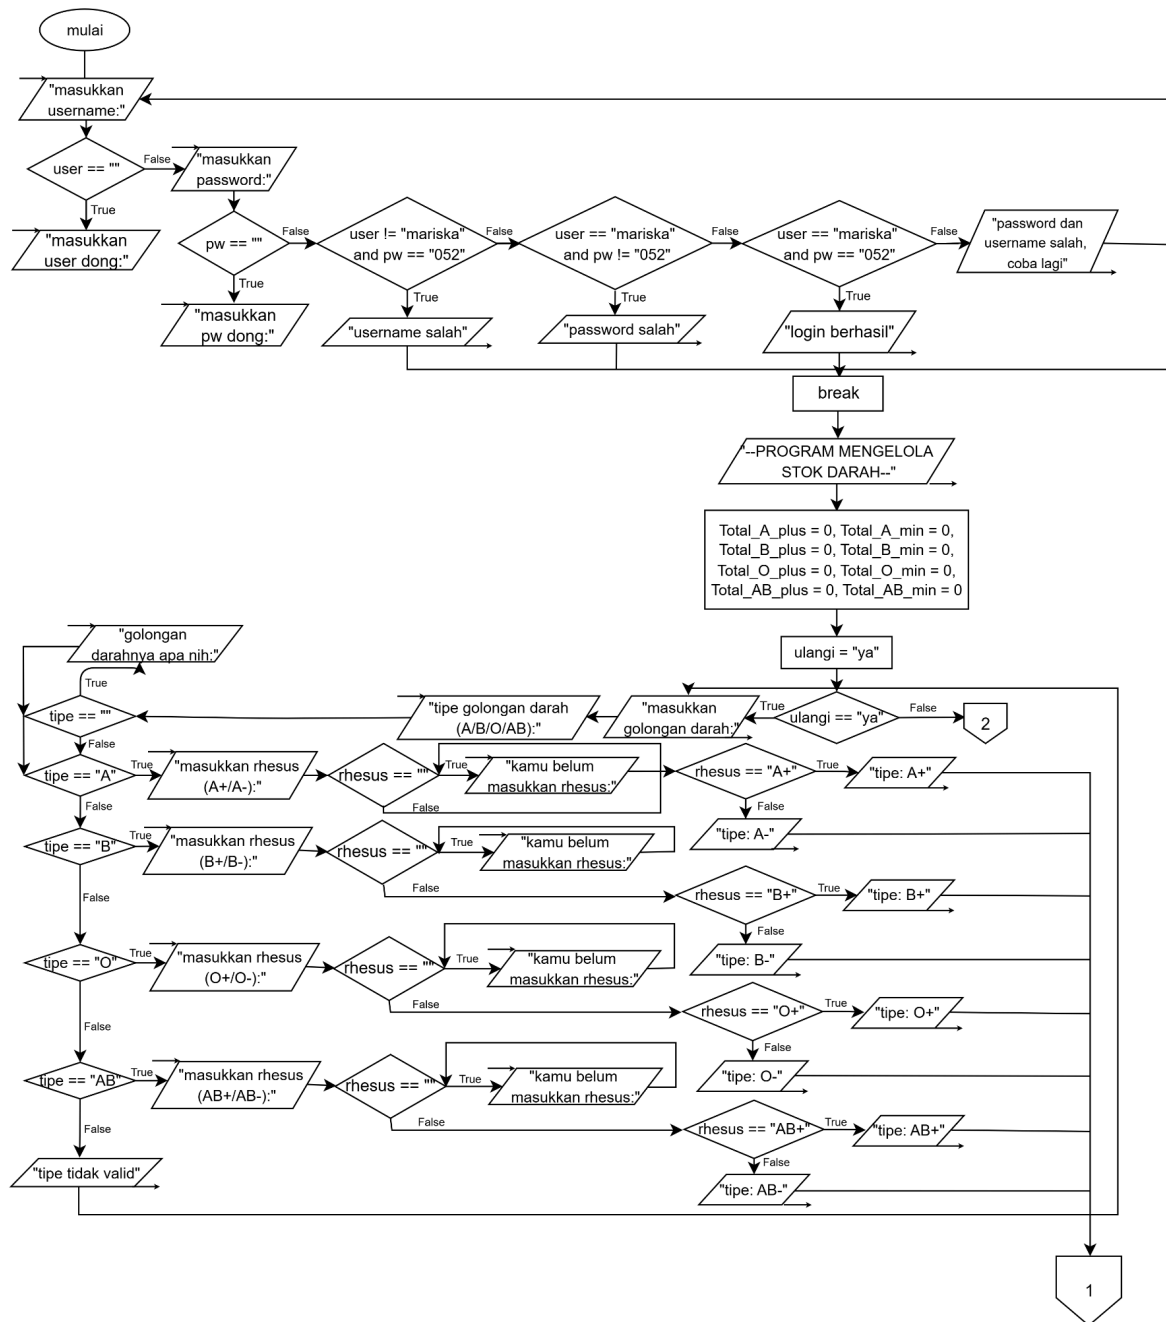 mulai
"masukkan
username:"
user == ""
False
True
"masukkan
user dong:"
"masukkan
password:"
pw == ""
False
True
"masukkan
pw dong:"
user != "mariska"
and pw == "052"
False
True
"username salah"
user == "mariska"
and pw != "052"
False
True
"password salah"
user == "mariska"
and pw == "052"
False
True
"login berhasil"
"password dan
username salah,
coba lagi"
break
"--PROGRAM MENGELOLA
STOK DARAH--"
Total_A_plus = 0, Total_A_min = 0,
Total_B_plus = 0, Total_B_min = 0,
Total_O_plus = 0, Total_O_min = 0,
Total_AB_plus = 0, Total_AB_min = 0
ulangi = "ya"
ulangi == "ya"
True
False
2
"masukkan
golongan darah:"
"tipe golongan darah
(A/B/O/AB):"
"golongan
darahnya apa nih:"
True
tipe == ""
False
tipe == "A"
True
"masukkan rhesus
(A+/A-):"
rhesus == ""
True
"kamu belum
masukkan rhesus:"
False
rhesus == "A+"
True
"tipe: A+"
False
"tipe: A-"
False
tipe == "B"
True
"masukkan rhesus
(B+/B-):"
rhesus == ""
True
"kamu belum
masukkan rhesus:"
False
rhesus == "B+"
True
"tipe: B+"
False
"tipe: B-"
False
tipe == "O"
True
"masukkan rhesus
(O+/O-):"
rhesus == ""
True
"kamu belum
masukkan rhesus:"
False
rhesus == "O+"
True
"tipe: O+"
False
"tipe: O-"
False
tipe == "AB"
True
"masukkan rhesus
(AB+/AB-):"
rhesus == ""
True
"kamu belum
masukkan rhesus:"
False
rhesus == "AB+"
True
"tipe: AB+"
False
"tipe: AB-"
False
"tipe tidak valid"
1